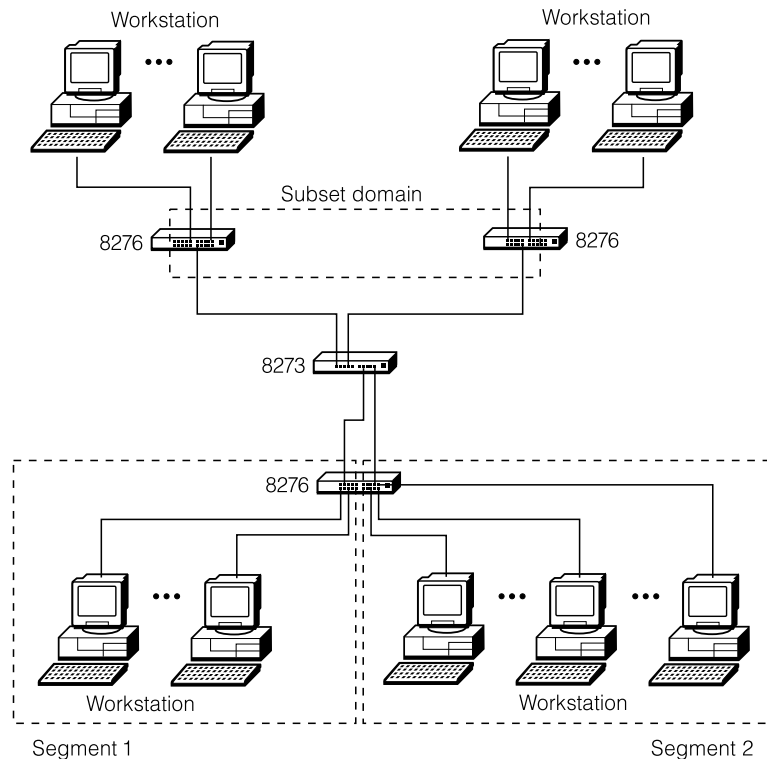 Workstation
Workstation
Subset domain
8276
8276
8273
8276
Workstation
Workstation
Segment 1
Segment 2